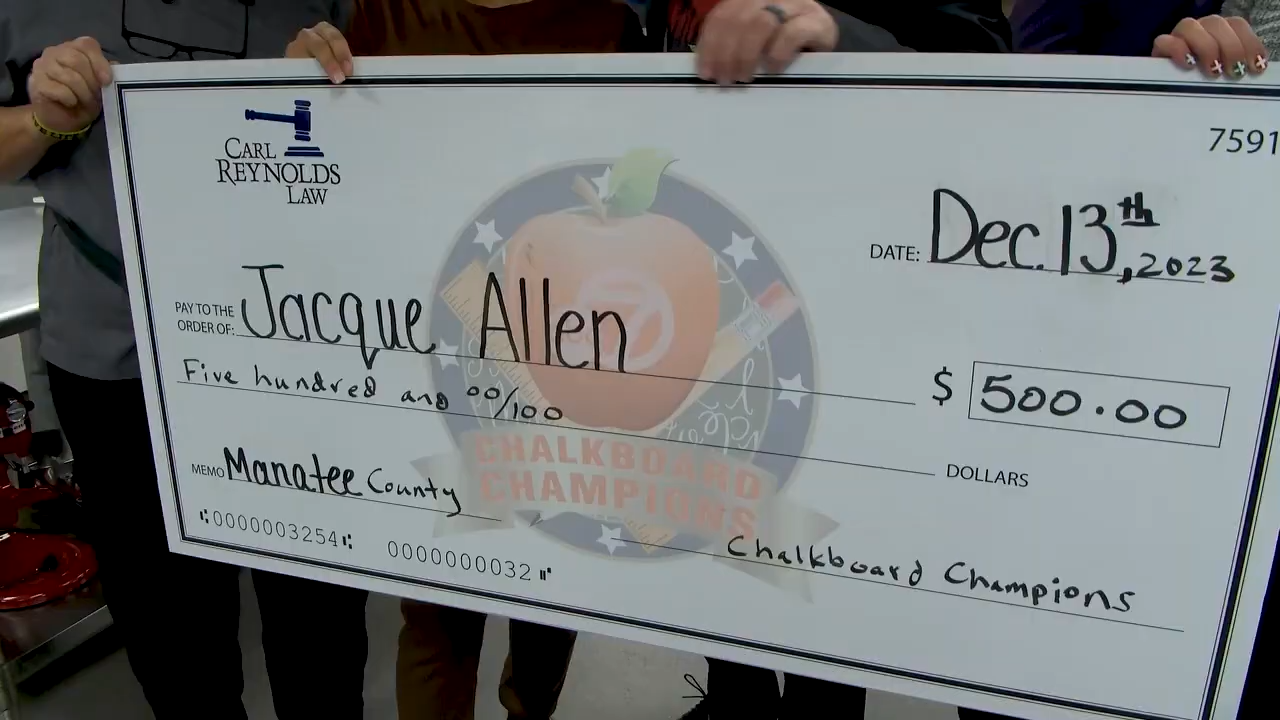 CARL
REYNOLDS
LAW
7591
DATE: Dec. 13th, 2023
PAY TO THE
ORDER OF: Jacque Allen
$ 500.00
Five hundred and 00/100
DOLLARS
7
CHALKBOARD
CHAMPIONS
MEMO Manatee County
⑆0000003254⑆ 0000000032⑈
Chalkboard Champions